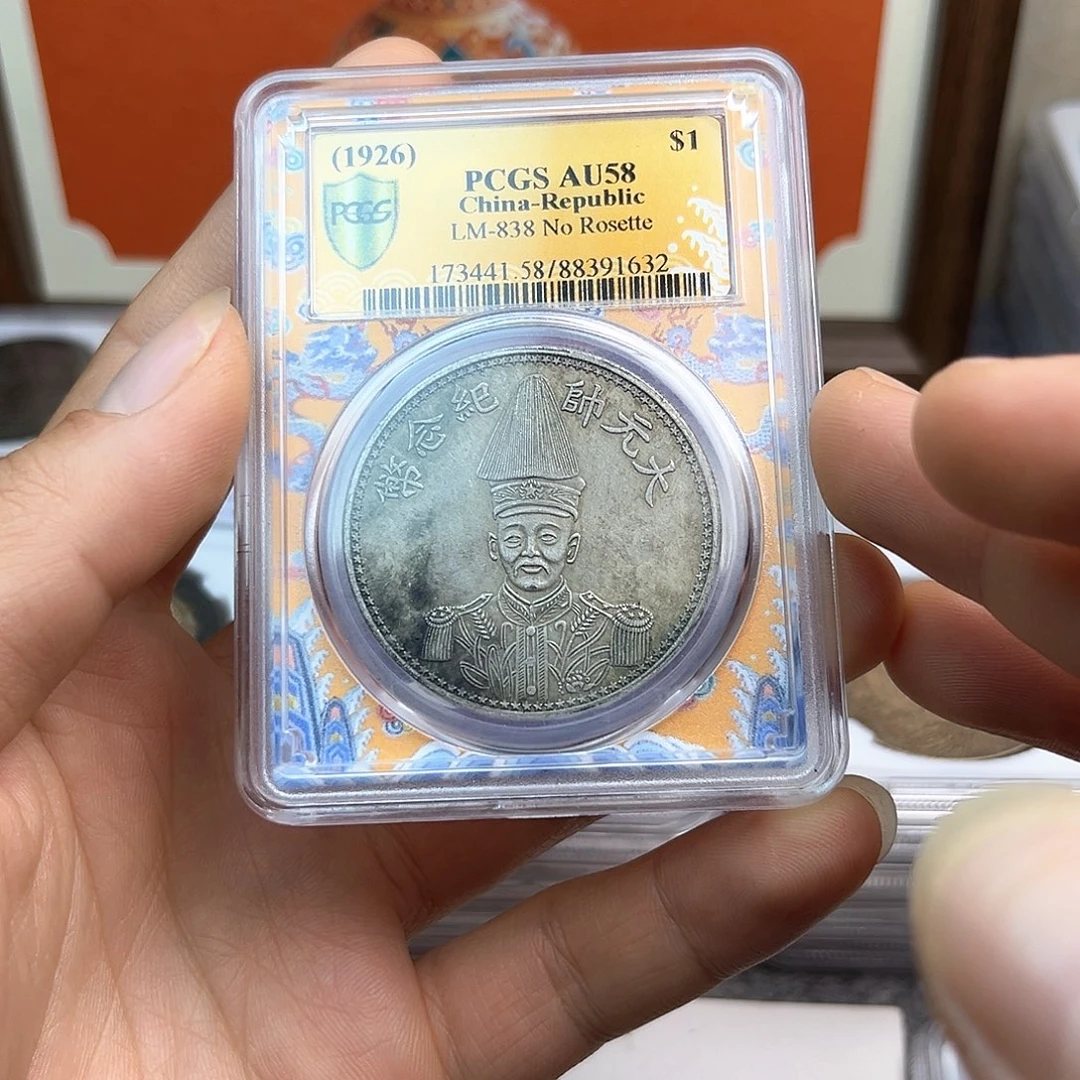 (1926)
$1
PCGS AU58
China-Republic
LM-838 No Rosette
PCGS
173441.58/88391632
大元帥 紀念幣